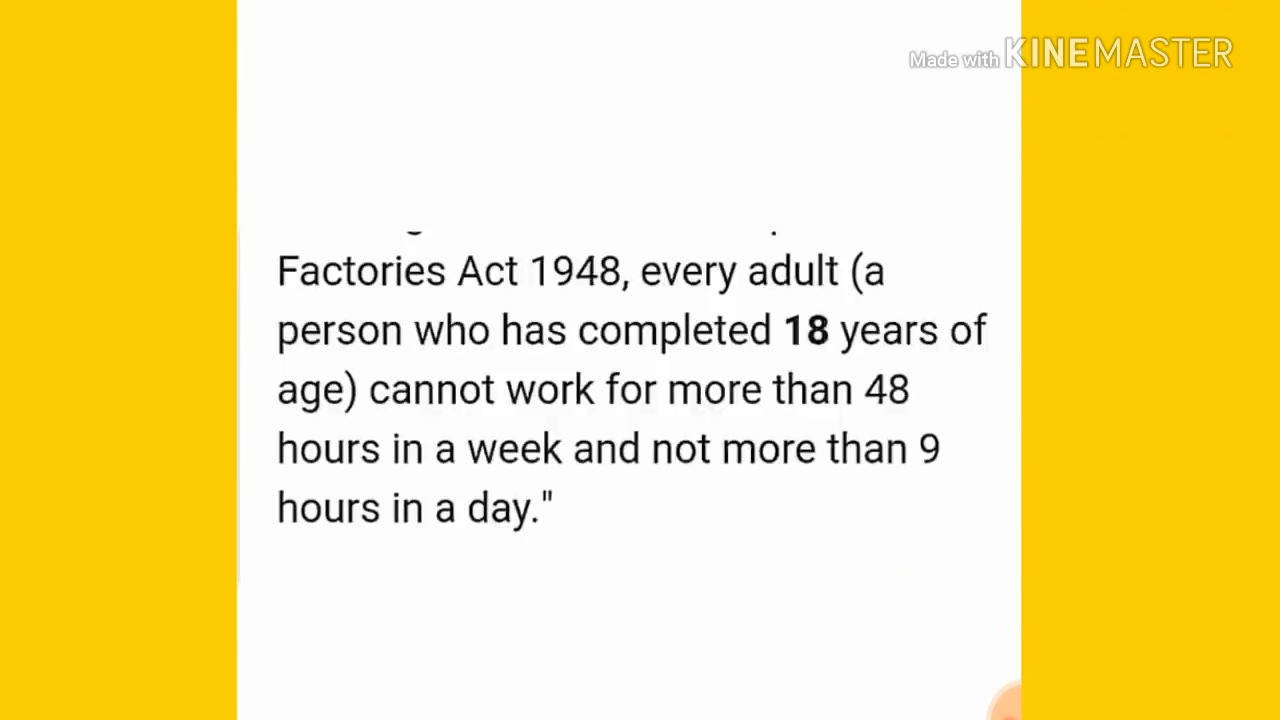 Made with KINEMASTER
Factories Act 1948, every adult (a
person who has completed 18 years of
age) cannot work for more than 48
hours in a week and not more than 9
hours in a day."